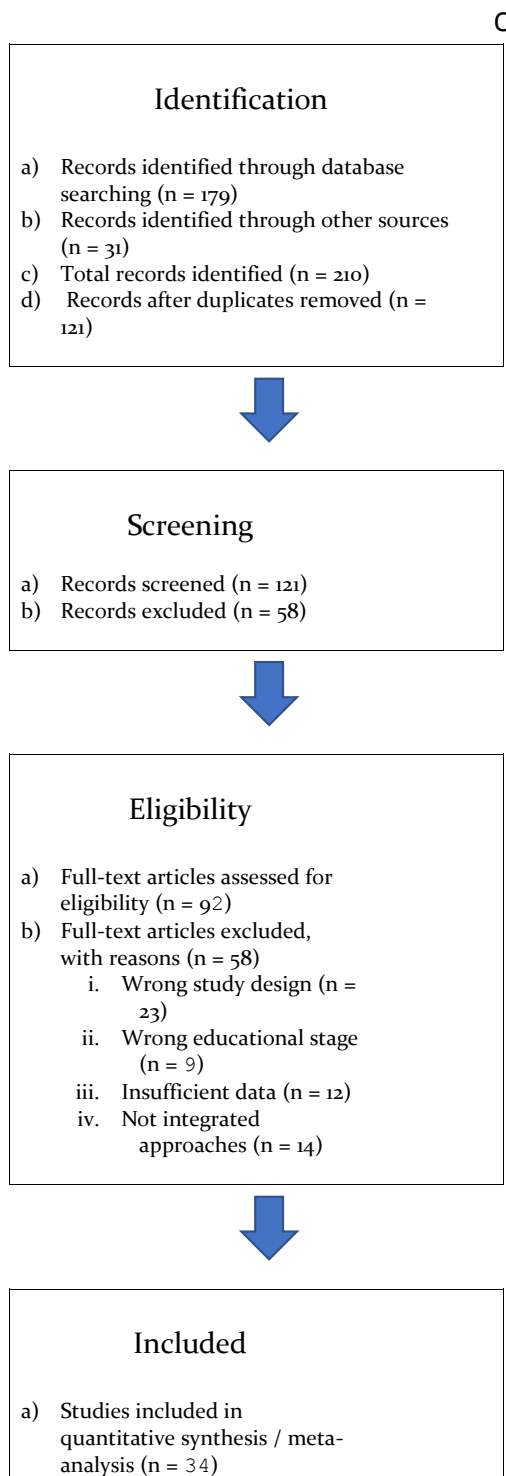 Identification
a) Records identified through database
searching (n = 179)
b) Records identified through other sources
(n = 31)
c) Total records identified (n = 210)
d) Records after duplicates removed (n =
121)
Screening
a) Records screened (n = 121)
b) Records excluded (n = 58)
Eligibility
a) Full-text articles assessed for
eligibility (n = 92)
b) Full-text articles excluded,
with reasons (n = 58)
i. Wrong study design (n =
23)
ii. Wrong educational stage
(n = 9)
iii. Insufficient data (n = 12)
iv. Not integrated
approaches (n = 14)
Included
a) Studies included in
quantitative synthesis / meta-
analysis (n = 34)